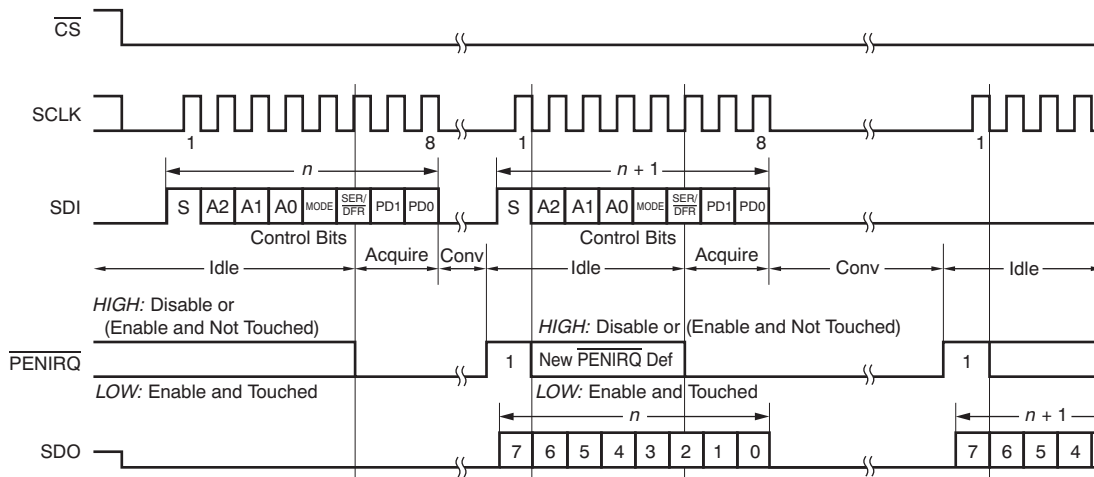 CS
SCLK
1 8 1 8 1
n n + 1
SDI S A2 A1 A0 MODE SER/DFR PD1 PD0 S A2 A1 A0 MODE SER/DFR PD1 PD0
Control Bits Control Bits
Idle Acquire Conv Idle Acquire Conv Idle
HIGH: Disable or
(Enable and Not Touched)
HIGH: Disable or (Enable and Not Touched)
PENIRQ 1 New PENIRQ Def 1
LOW: Enable and Touched LOW: Enable and Touched
n n + 1
SDO 7 6 5 4 3 2 1 0 7 6 5 4